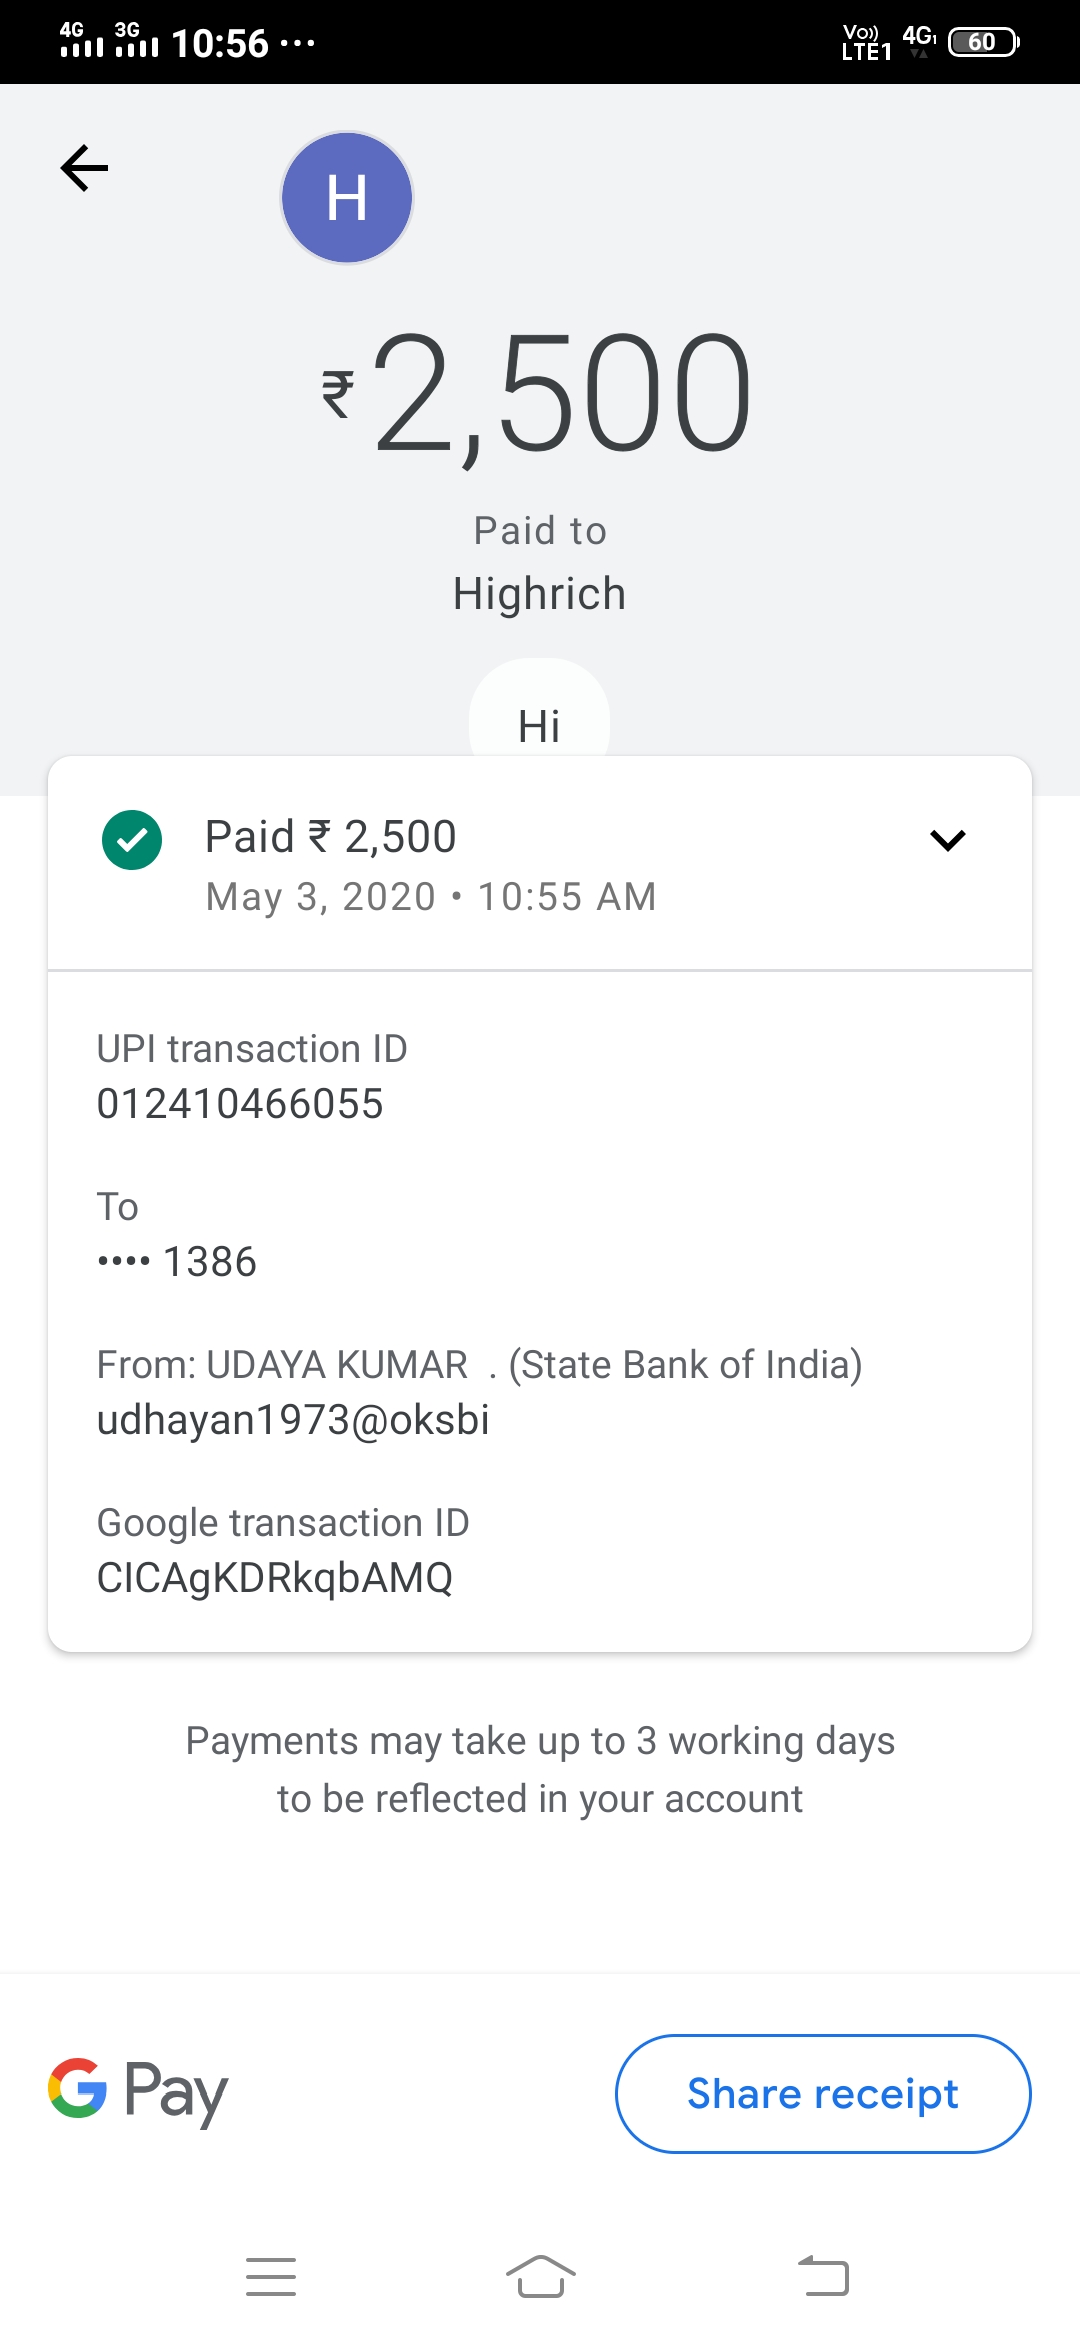 4G 3G 10:56 ... Vo)) LTE1 4G1 60
H
₹2,500
Paid to
Highrich
Hi
Paid ₹ 2,500
May 3, 2020 • 10:55 AM
UPI transaction ID
012410466055
To
•••• 1386
From: UDAYA KUMAR . (State Bank of India)
udhayan1973@oksbi
Google transaction ID
CICAgKDRkqbAMQ
Payments may take up to 3 working days
to be reflected in your account
G Pay
Share receipt